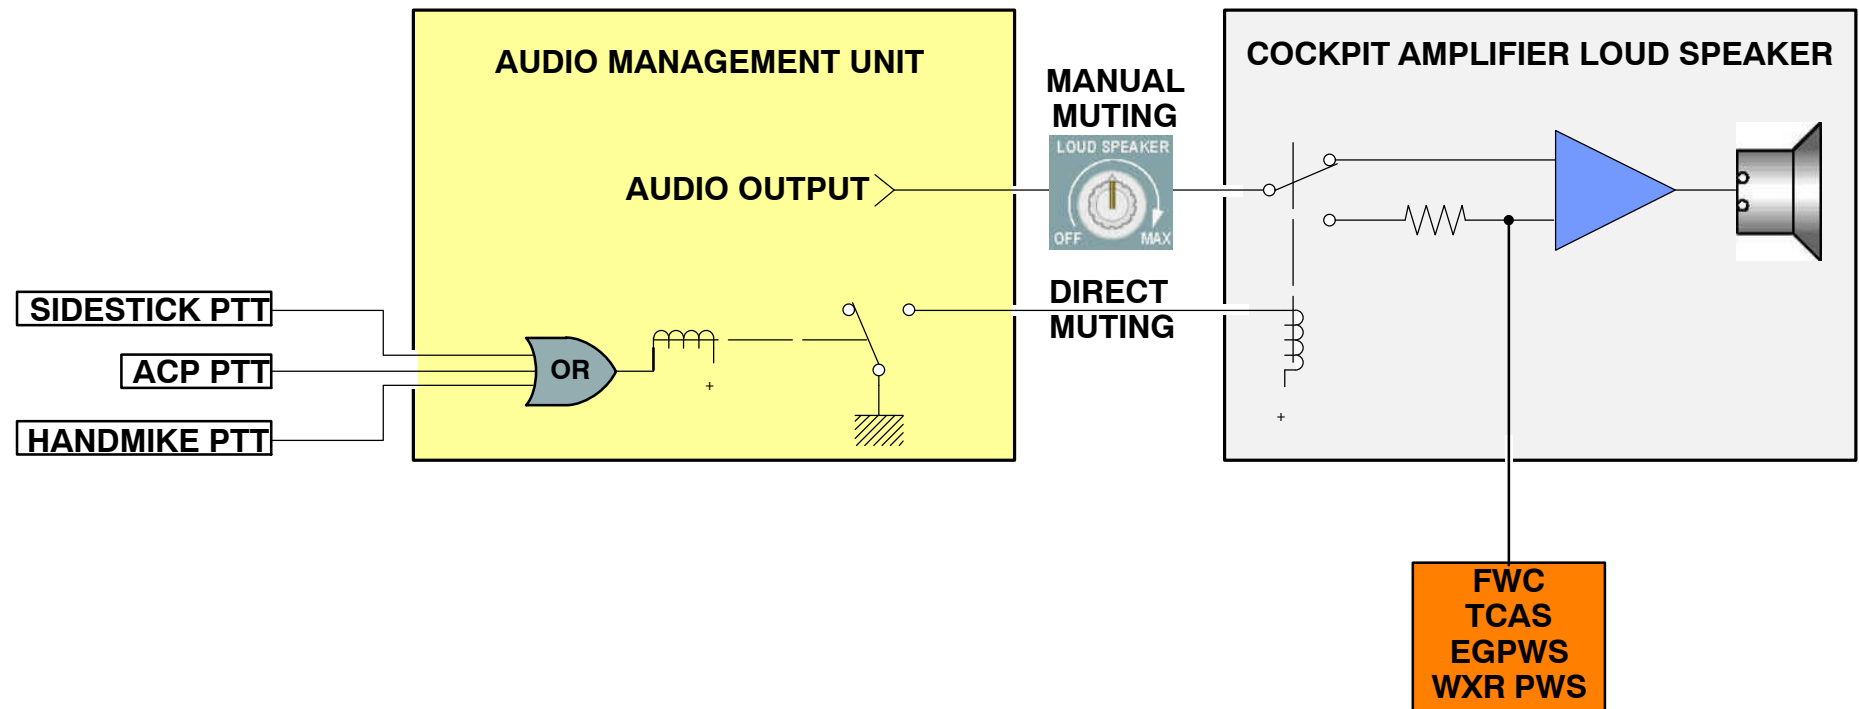 AUDIO MANAGEMENT UNIT
COCKPIT AMPLIFIER LOUD SPEAKER
MANUAL
MUTING
LOUD SPEAKER
OFF
MAX
AUDIO OUTPUT
DIRECT
MUTING
SIDESTICK PTT
ACP PTT
HANDMIKE PTT
OR
+
+
FWC
TCAS
EGPWS
WXR PWS